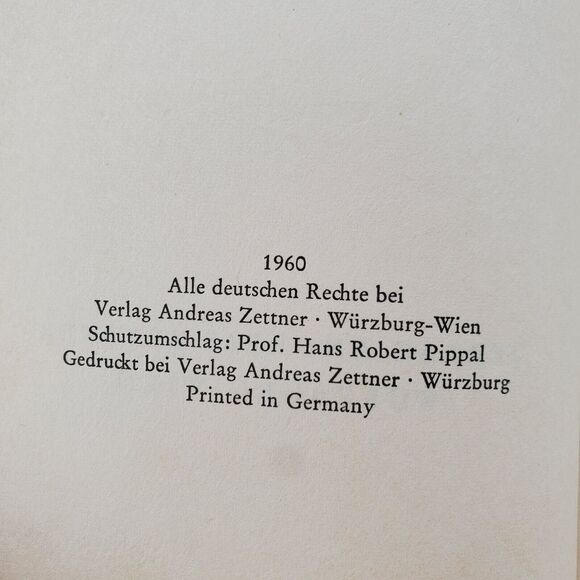 1960
Alle deutschen Rechte bei
Verlag Andreas Zettner · Würzburg-Wien
Schutzumschlag: Prof. Hans Robert Pippal
Gedruckt bei Verlag Andreas Zettner · Würzburg
Printed in Germany